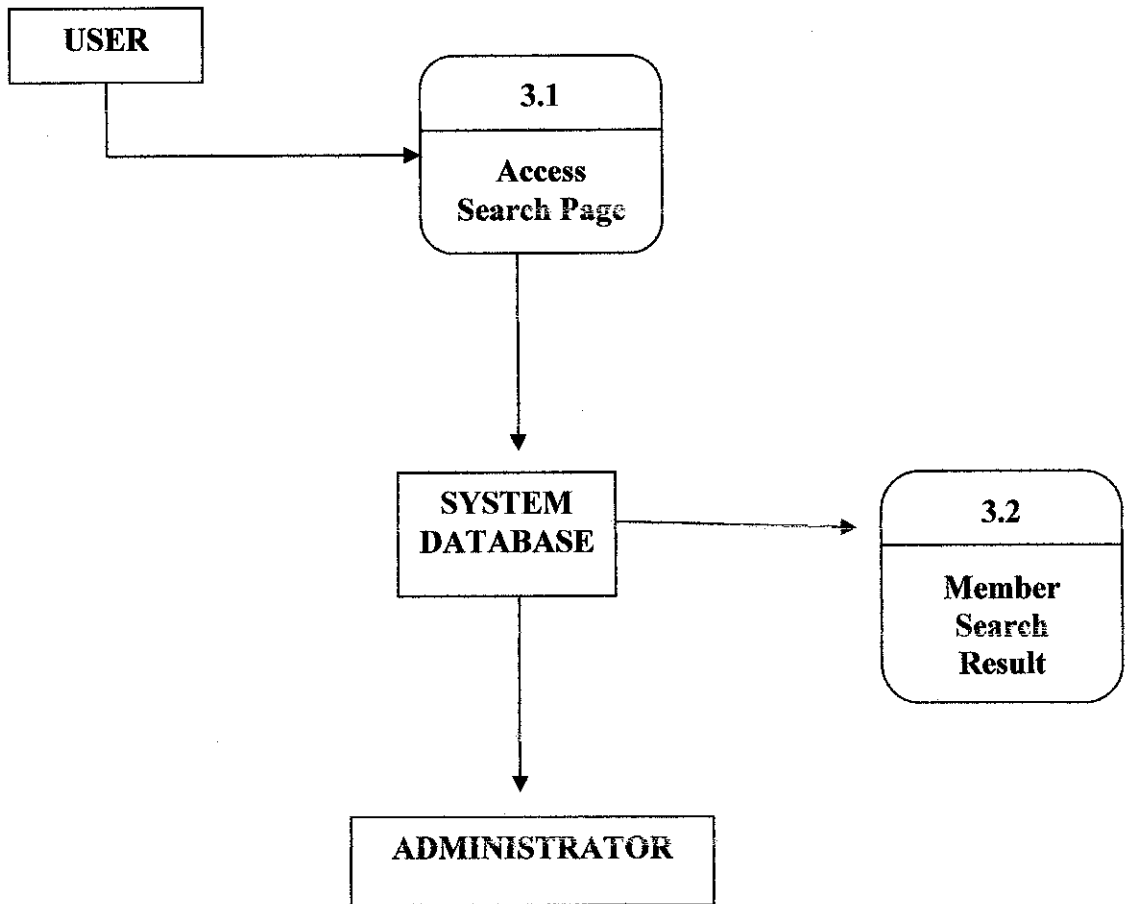 USER
3.1
Access
Search Page
SYSTEM
DATABASE
3.2
Member
Search
Result
ADMINISTRATOR